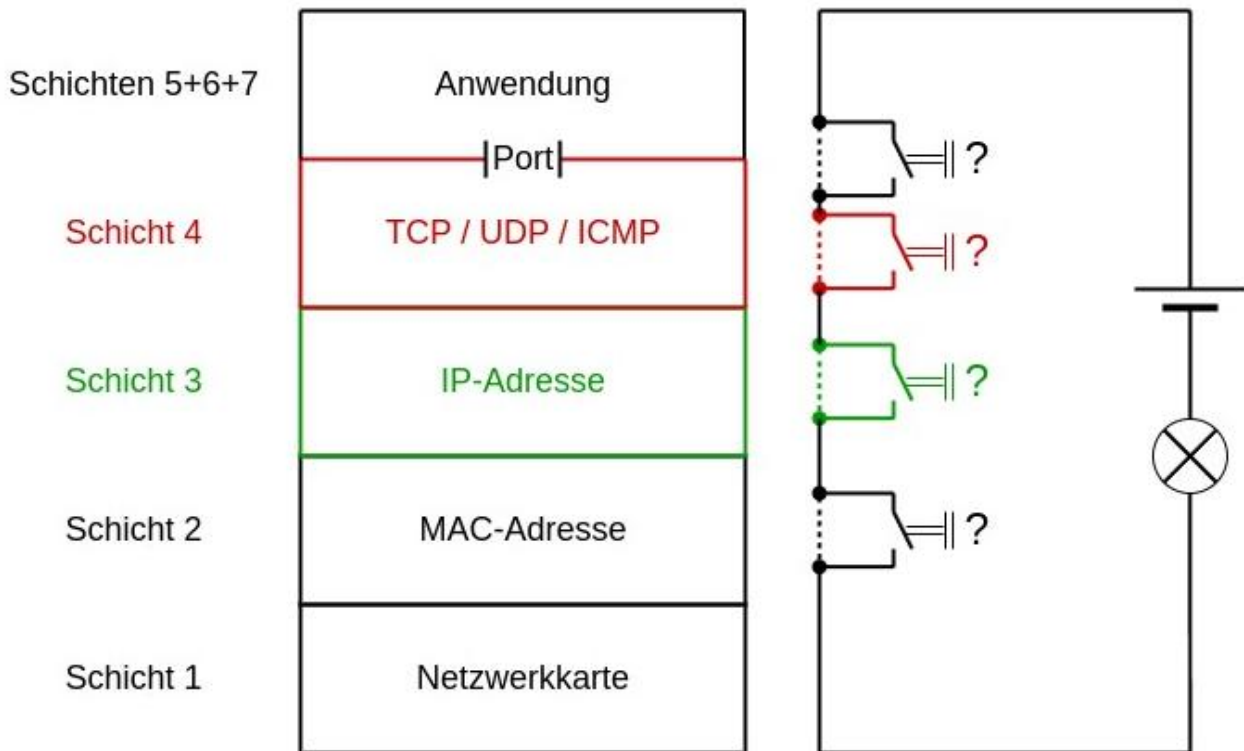 Schichten 5+6+7
Anwendung
Port
?
Schicht 4
TCP / UDP / ICMP
?
Schicht 3
IP-Adresse
?
Schicht 2
MAC-Adresse
?
Schicht 1
Netzwerkkarte